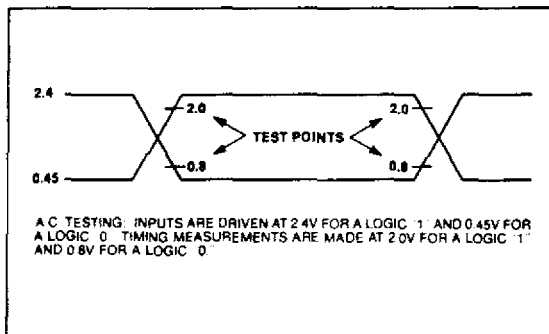 2.4
2.0
2.0
TEST POINTS
0.8
0.8
0.45
A.C. TESTING: INPUTS ARE DRIVEN AT 2.4V FOR A LOGIC "1" AND 0.45V FOR
A LOGIC "0." TIMING MEASUREMENTS ARE MADE AT 2.0V FOR A LOGIC "1"
AND 0.8V FOR A LOGIC "0."